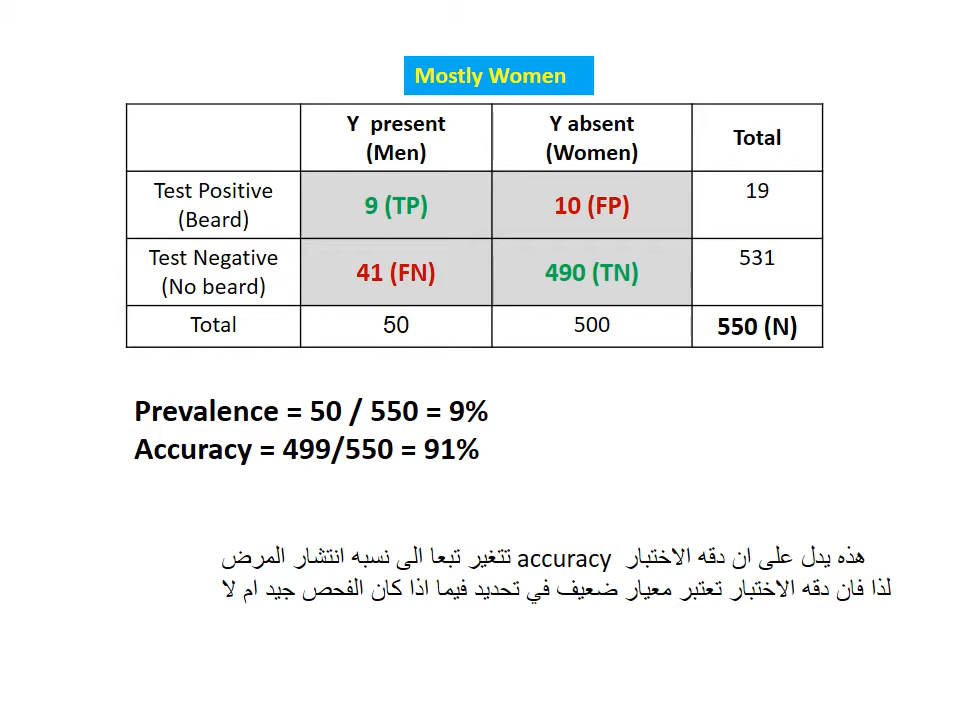 Mostly Women
Y present
(Men)
Y absent
(Women)
Total
Test Positive
(Beard)
9 (TP)
10 (FP)
19
Test Negative
(No beard)
41 (FN)
490 (TN)
531
Total
50
500
550 (N)
Prevalence = 50 / 550 = 9%
Accuracy = 499/550 = 91%
هذه يدل على ان دقه الاختبار accuracy تتغير تبعا الى نسبه انتشار المرض
لذا فان دقه الاختبار تعتبر معيار ضعيف في تحديد فيما اذا كان الفحص جيد ام لا